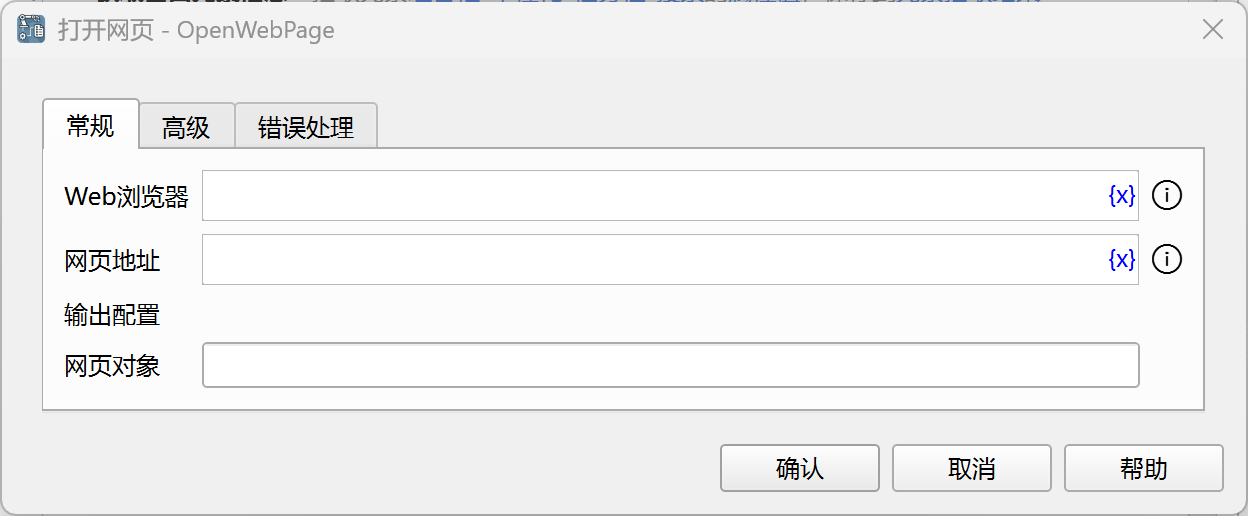 打开网页 - OpenWebPage
常规 高级 错误处理
Web浏览器 {x}
网页地址 {x}
输出配置
网页对象
确认 取消 帮助